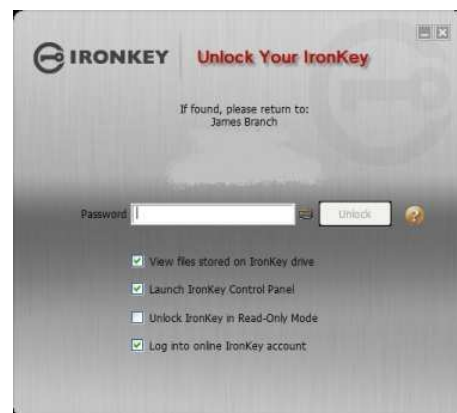 IRONKEY
Unlock Your IronKey
If found, please return to:
James Branch
Password
Unlock
View files stored on IronKey drive
Launch IronKey Control Panel
Unlock IronKey in Read-Only Mode
Log into online IronKey account